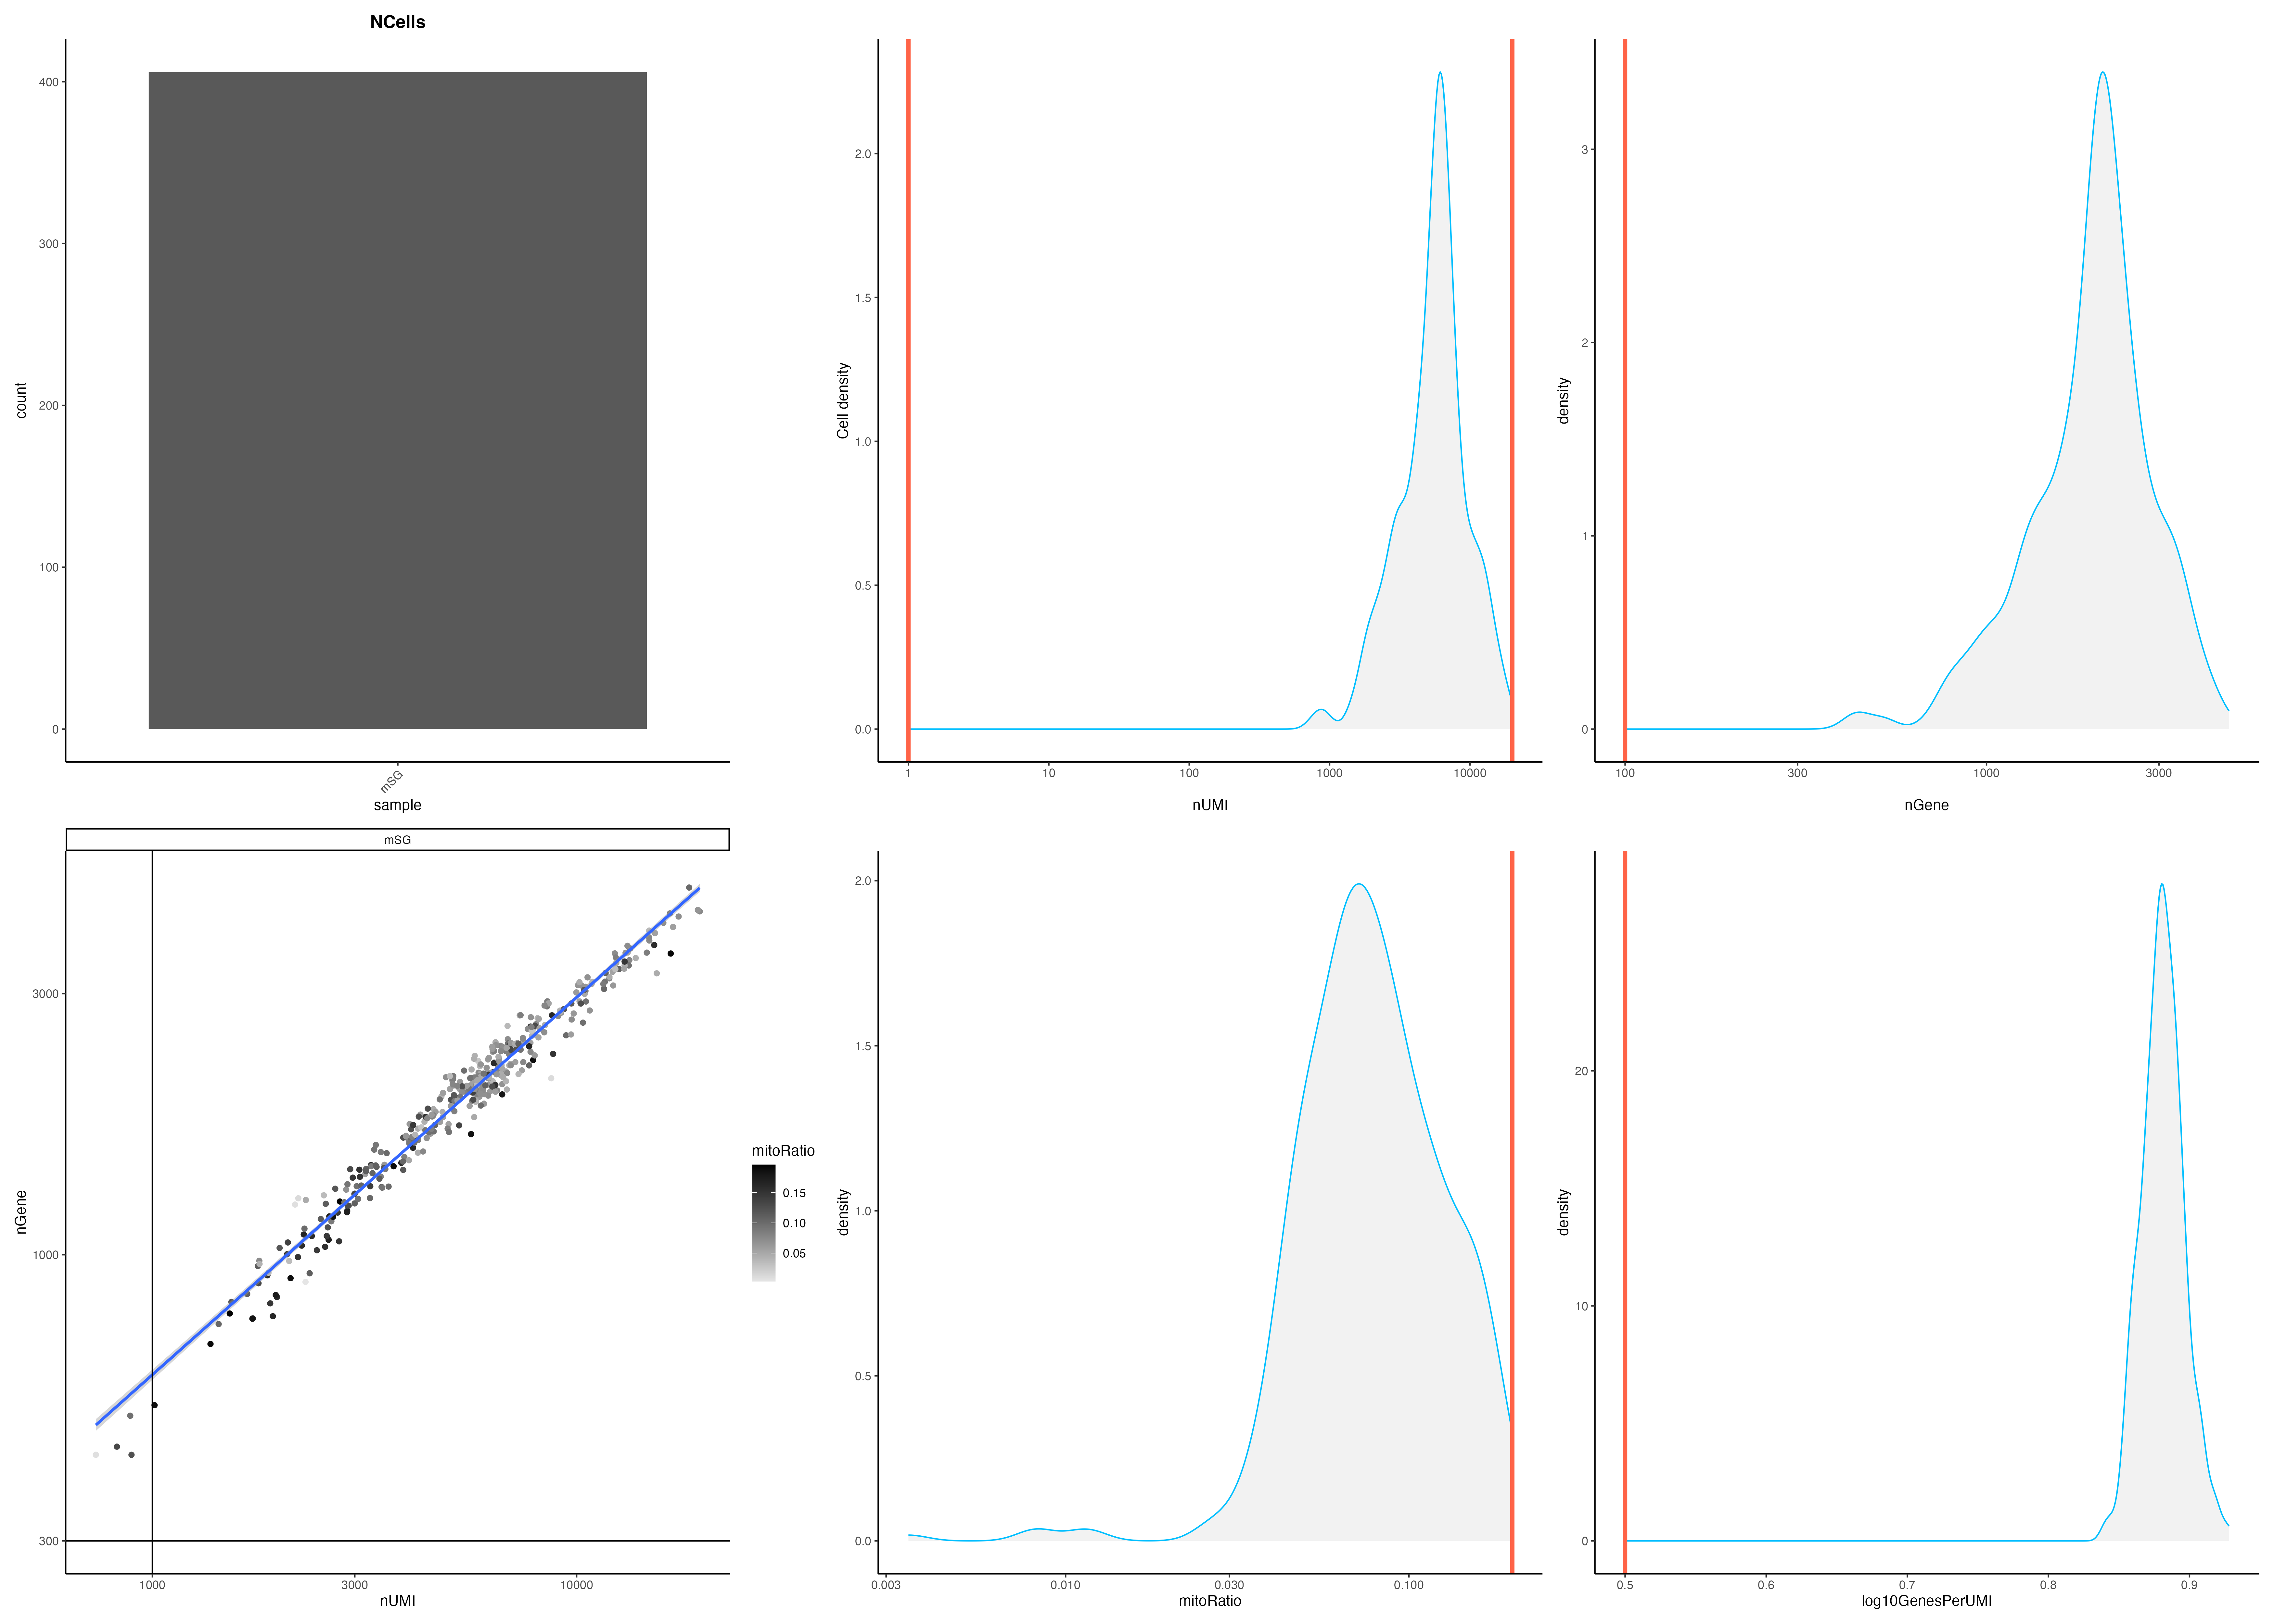 NCells
400
300
200
100
0
count
mSG
sample
2.0
1.5
1.0
0.5
0.0
Cell density
1 10 100 1000 10000
nUMI
3
2
1
0
density
100 300 1000 3000
nGene
mSG
3000
1000
300
nGene
1000 3000 10000
nUMI
mitoRatio
0.15
0.10
0.05
2.0
1.5
1.0
0.5
0.0
density
0.003 0.010 0.030 0.100
mitoRatio
20
10
0
density
0.5 0.6 0.7 0.8 0.9
log10GenesPerUMI